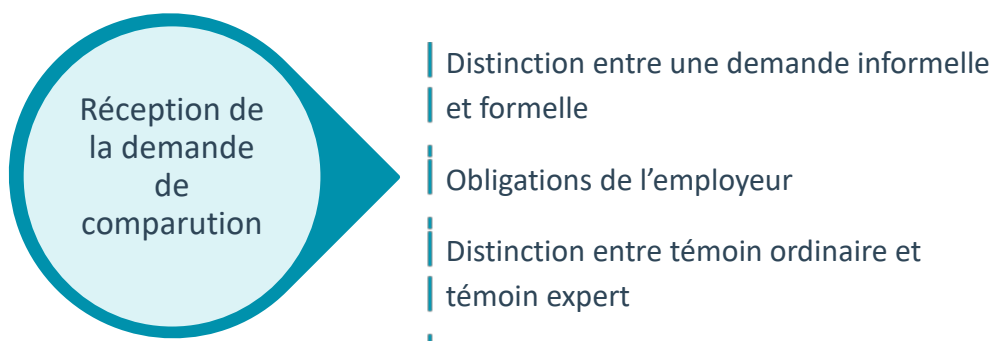 Réception de
la demande
de
comparution
Distinction entre une demande informelle
et formelle
Obligations de l’employeur
Distinction entre témoin ordinaire et
témoin expert